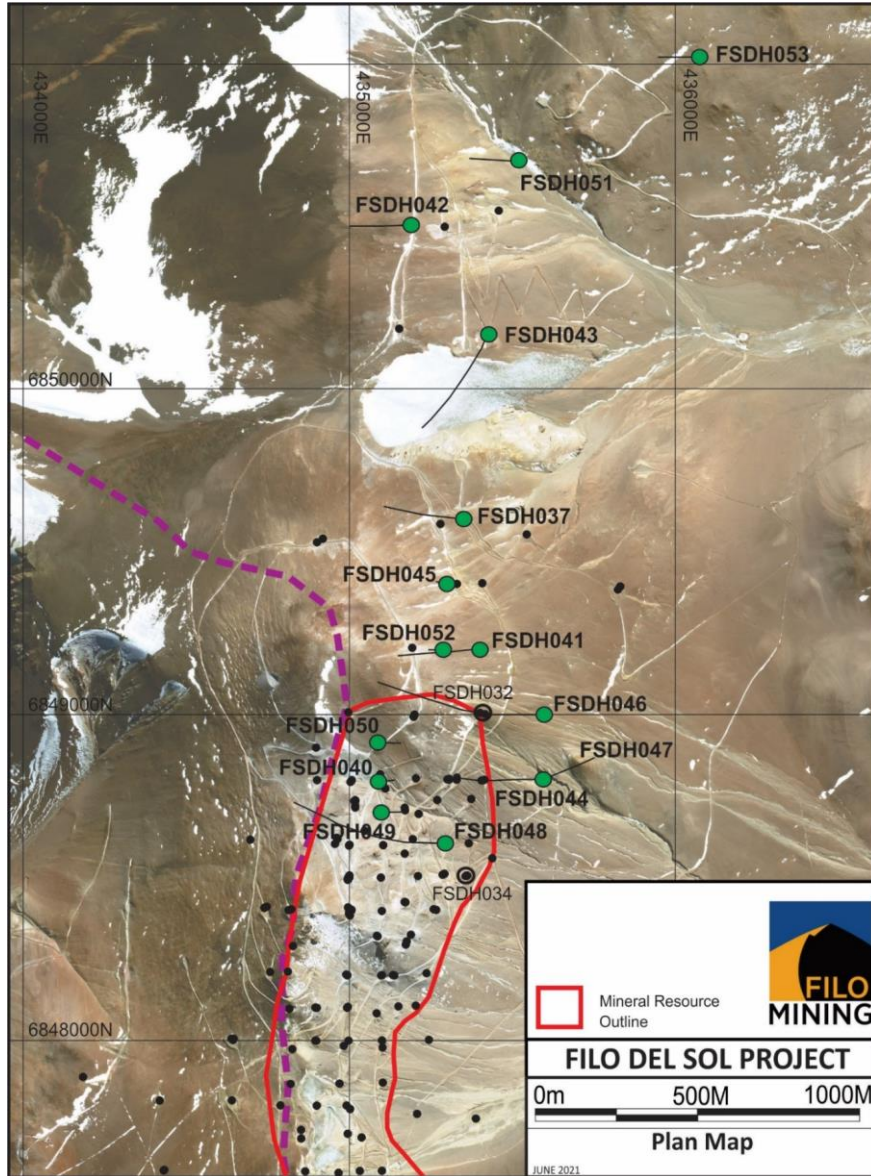 434000E
435000E
436000E
FSDH053
FSDH051
FSDH042
FSDH043
6850000N
FSDH037
FSDH045
FSDH052
FSDH041
FSDH032
6849000N
FSDH046
FSDH050
FSDH047
FSDH040
FSDH044
FSDH049
FSDH048
FSDH034
6848000N
Mineral Resource
Outline
FILO
MINING
FILO DEL SOL PROJECT
0m 500M 1000M
Plan Map
JUNE 2021